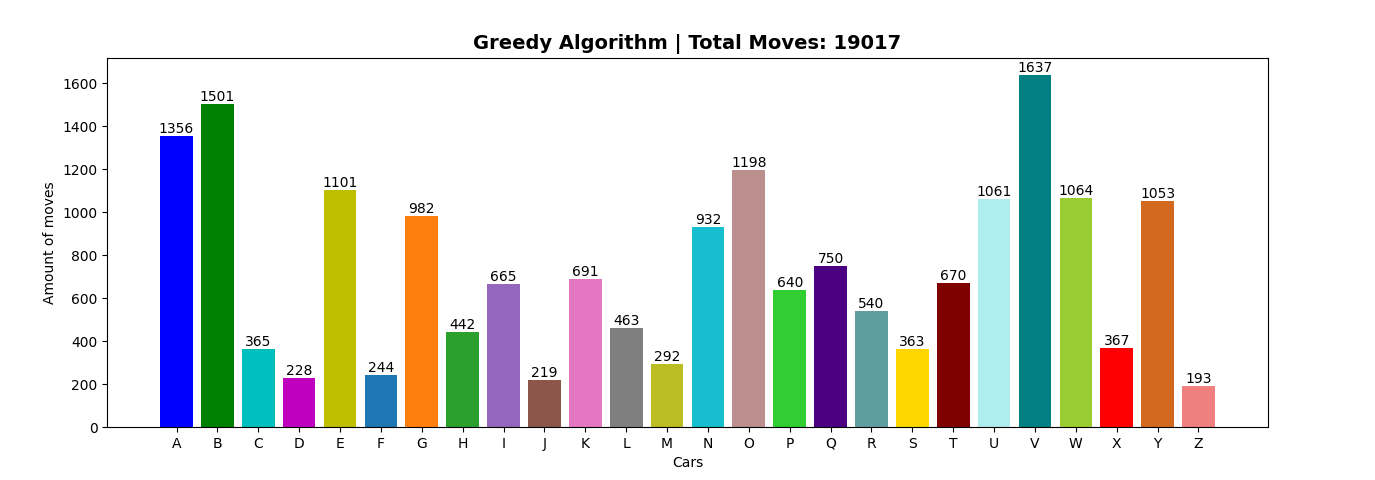 Greedy Algorithm | Total Moves: 19017
Amount of moves
1600
1400
1200
1000
800
600
400
200
0
1356 1501 365 228 1101 244 982 442 665 219 691 463 292 932 1198 640 750 540 363 670 1061 1637 1064 367 1053 193
A B C D E F G H I J K L M N O P Q R S T U V W X Y Z
Cars